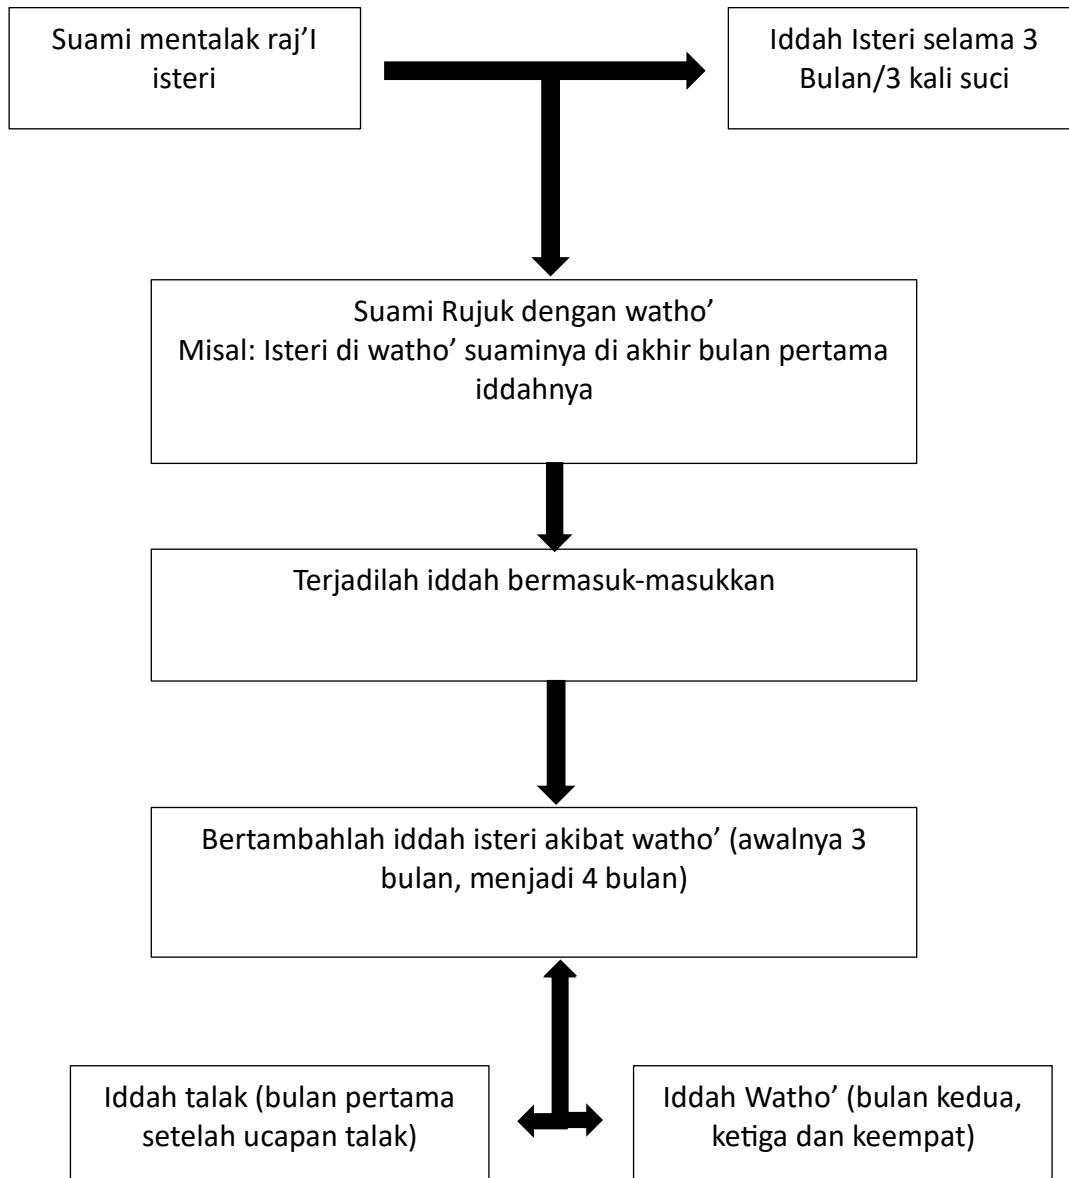 Suami mentalak raj’I
isteri
Iddah Isteri selama 3
Bulan/3 kali suci
Suami Rujuk dengan watho’
Misal: Isteri di watho’ suaminya di akhir bulan pertama
iddahnya
Terjadilah iddah bermasuk-masukkan
Bertambahlah iddah isteri akibat watho’ (awalnya 3
bulan, menjadi 4 bulan)
Iddah talak (bulan pertama
setelah ucapan talak)
Iddah Watho’ (bulan kedua,
ketiga dan keempat)